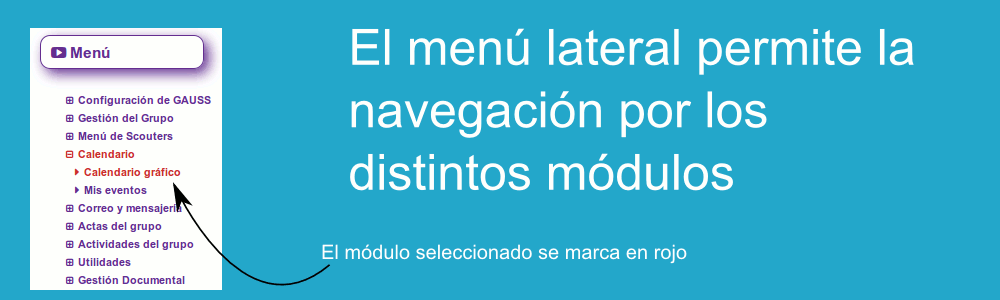 Menú
Configuración de GAUSS
Gestión del Grupo
Menú de Scouters
Calendario
Calendario gráfico
Mis eventos
Correo y mensajería
Actas del grupo
Actividades del grupo
Utilidades
Gestión Documental
El menú lateral permite la
navegación por los
distintos módulos
El módulo seleccionado se marca en rojo